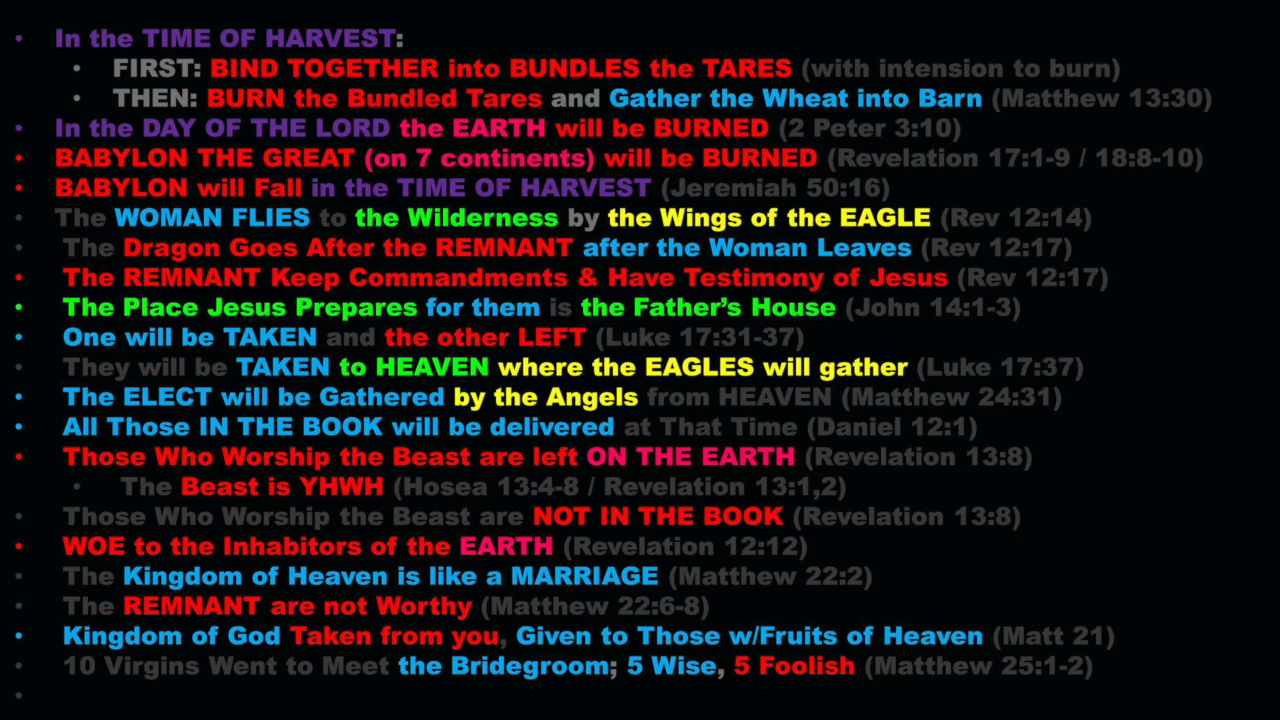 In the TIME OF HARVEST:
FIRST: BIND TOGETHER into BUNDLES the TARES (with intension to burn)
THEN: BURN the Bundled Tares and Gather the Wheat into Barn (Matthew 13:30)
In the DAY OF THE LORD the EARTH will be BURNED (2 Peter 3:10)
BABYLON THE GREAT (on 7 continents) will be BURNED (Revelation 17:1-9 / 18:8-10)
BABYLON will Fall in the TIME OF HARVEST (Jeremiah 50:16)
The WOMAN FLIES to the Wilderness by the Wings of the EAGLE (Rev 12:14)
The Dragon Goes After the REMNANT after the Woman Leaves (Rev 12:17)
The REMNANT Keep Commandments & Have Testimony of Jesus (Rev 12:17)
The Place Jesus Prepares for them is the Father’s House (John 14:1-3)
One will be TAKEN and the other LEFT (Luke 17:31-37)
They will be TAKEN to HEAVEN where the EAGLES will gather (Luke 17:37)
The ELECT will be Gathered by the Angels from HEAVEN (Matthew 24:31)
All Those IN THE BOOK will be delivered at That Time (Daniel 12:1)
Those Who Worship the Beast are left ON THE EARTH (Revelation 13:8)
The Beast is YHWH (Hosea 13:4-8 / Revelation 13:1,2)
Those Who Worship the Beast are NOT IN THE BOOK (Revelation 13:8)
WOE to the Inhabitors of the EARTH (Revelation 12:12)
The Kingdom of Heaven is like a MARRIAGE (Matthew 22:2)
The REMNANT are not Worthy (Matthew 22:6-8)
Kingdom of God Taken from you, Given to Those w/Fruits of Heaven (Matt 21)
10 Virgins Went to Meet the Bridegroom; 5 Wise, 5 Foolish (Matthew 25:1-2)